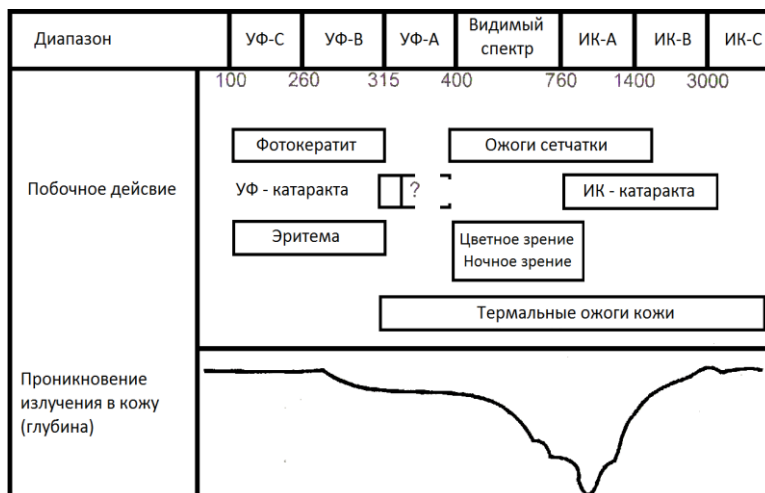 Диапазон
УФ-С
УФ-В
УФ-А
Видимый
спектр
ИК-А
ИК-В
ИК-С
100
260
315
400
760
1400
3000
Побочное дейсвие
Фотокератит
Ожоги сетчатки
УФ - катаракта
?
ИК - катаракта
Эритема
Цветное зрение
Ночное зрение
Термальные ожоги кожи
Проникновение
излучения в кожу
(глубина)